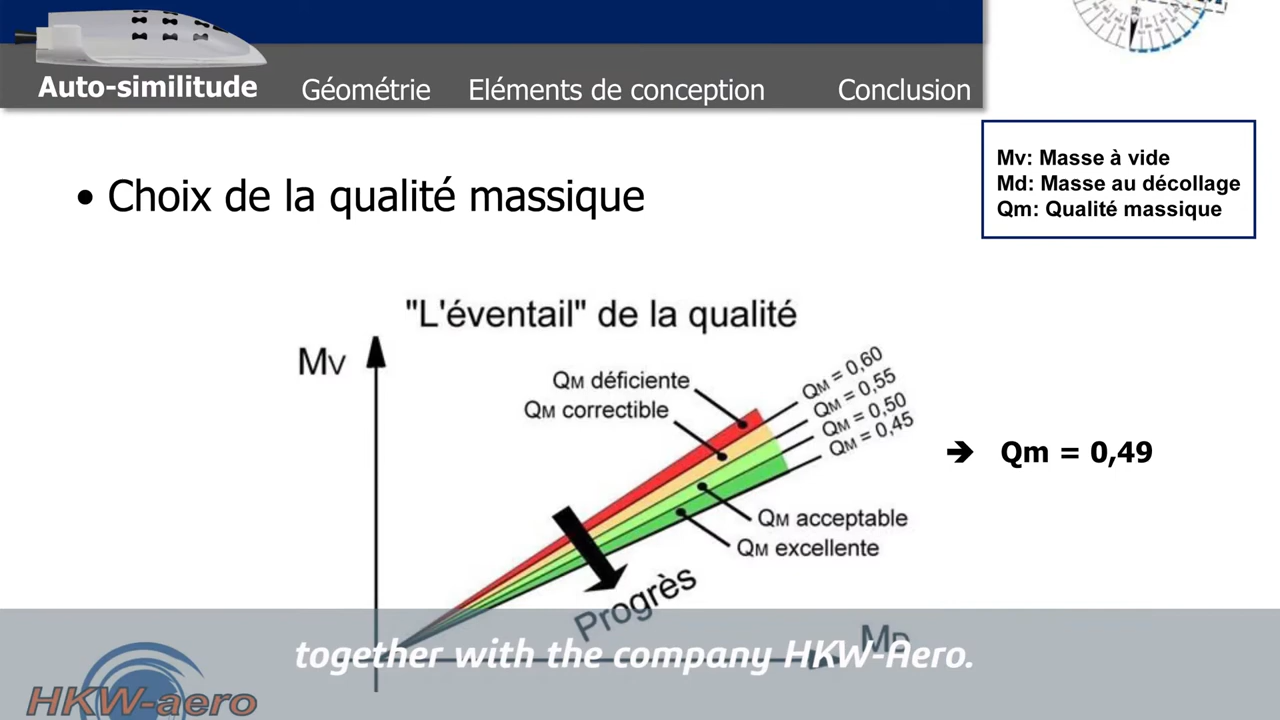 Auto-similitude
Géométrie
Eléments de conception
Conclusion
Mv: Masse à vide
Md: Masse au décollage
Qm: Qualité massique
• Choix de la qualité massique
"L'éventail" de la qualité
Mv
QM déficiente
QM correctible
QM = 0,60
QM = 0,55
QM = 0,50
QM = 0,45
➔ Qm = 0,49
QM acceptable
QM excellente
Progrès
MD
together with the company HKW-Aero.
HKW-aero